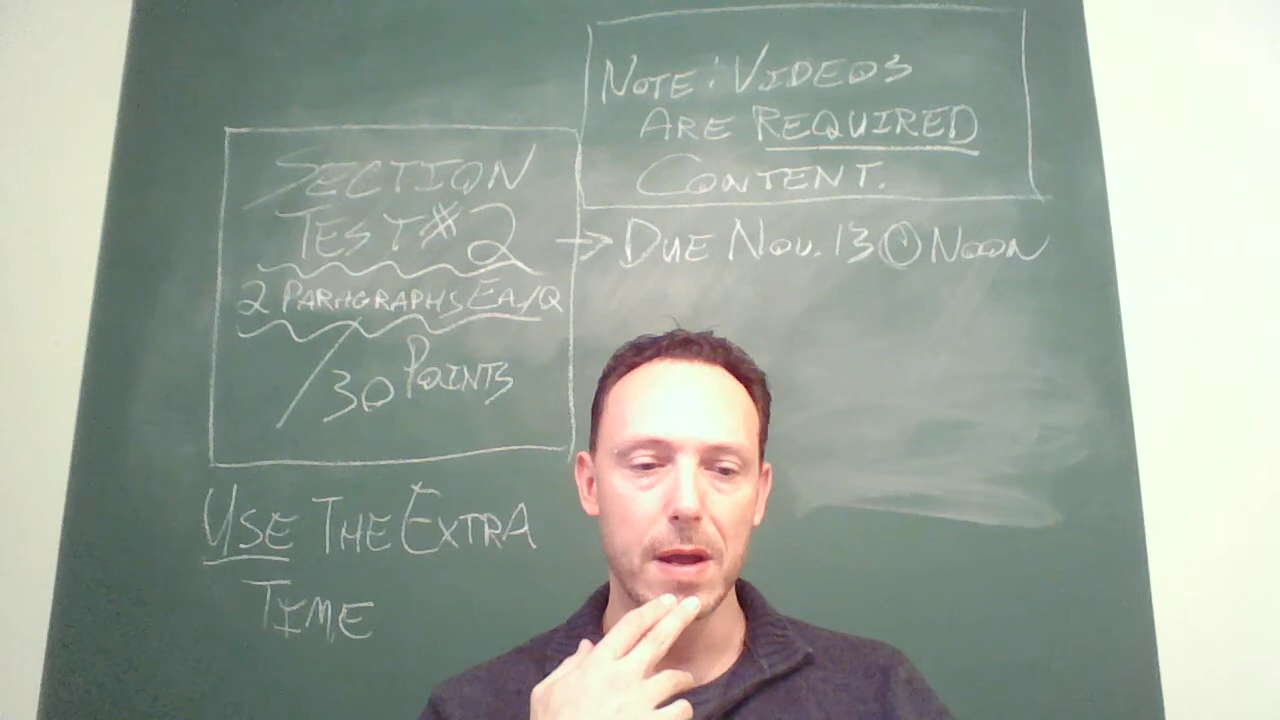 NOTE: VIDEOS
ARE REQUIRED
CONTENT.
SECTION
TEST #2
2 PARAGRAPHS EA/Q
/30 POINTS
→ DUE NOV. 13 @ NOON
USE THE EXTRA
TIME